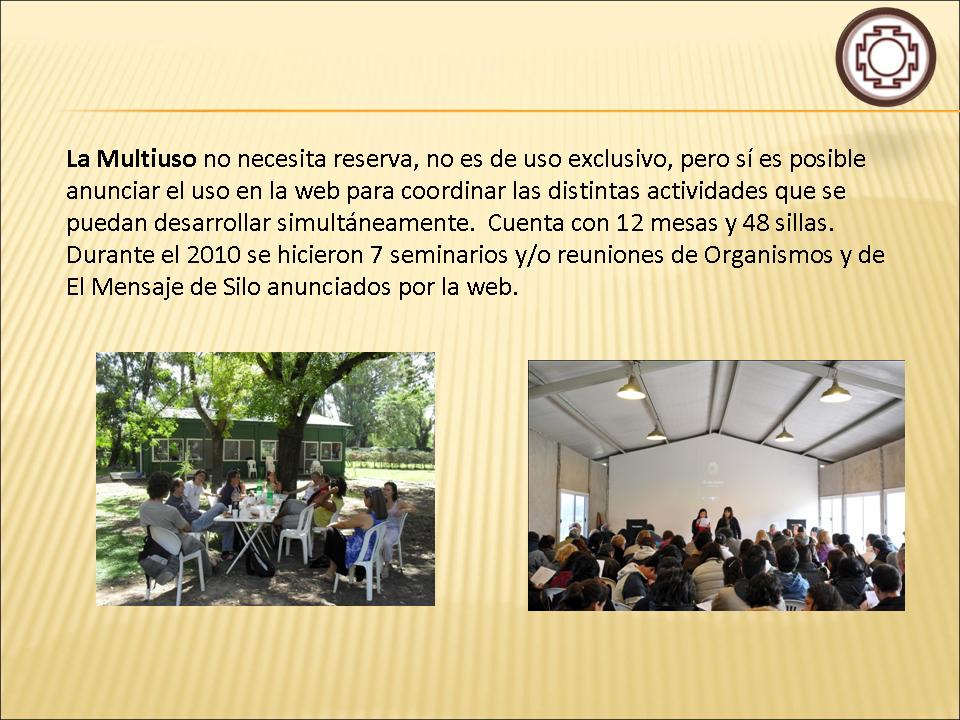 La Multiuso no necesita reserva, no es de uso exclusivo, pero sí es posible
anunciar el uso en la web para coordinar las distintas actividades que se
puedan desarrollar simultáneamente.  Cuenta con 12 mesas y 48 sillas.
Durante el 2010 se hicieron 7 seminarios y/o reuniones de Organismos y de
El Mensaje de Silo anunciados por la web.